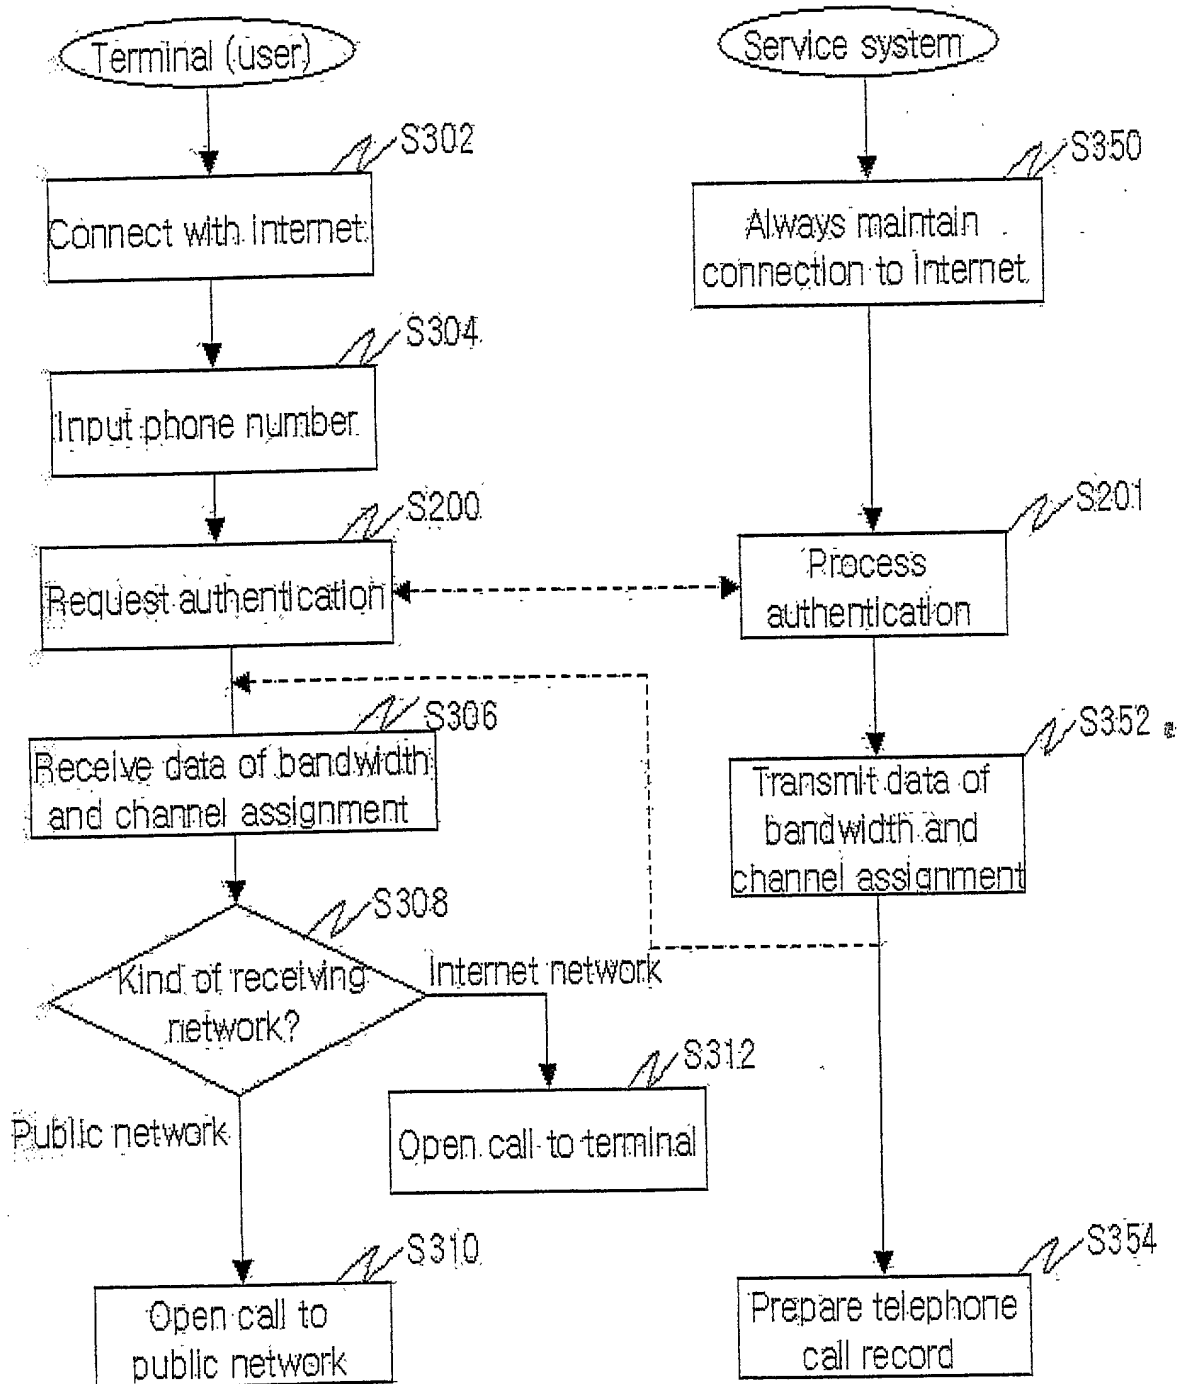 Terminal (user)
S302
Connect with Internet
S304
Input phone number
S200
Request authentication
S306
Receive data of bandwidth
and channel assignment
S308
Kind of receiving
network?
Internet network
S312
Open call to terminal
Public network
S310
Open call to
public network
Service system
S350
Always maintain
connection to Internet
S201
Process
authentication
S352
Transmit data of
bandwidth and
channel assignment
S354
Prepare telephone
call record